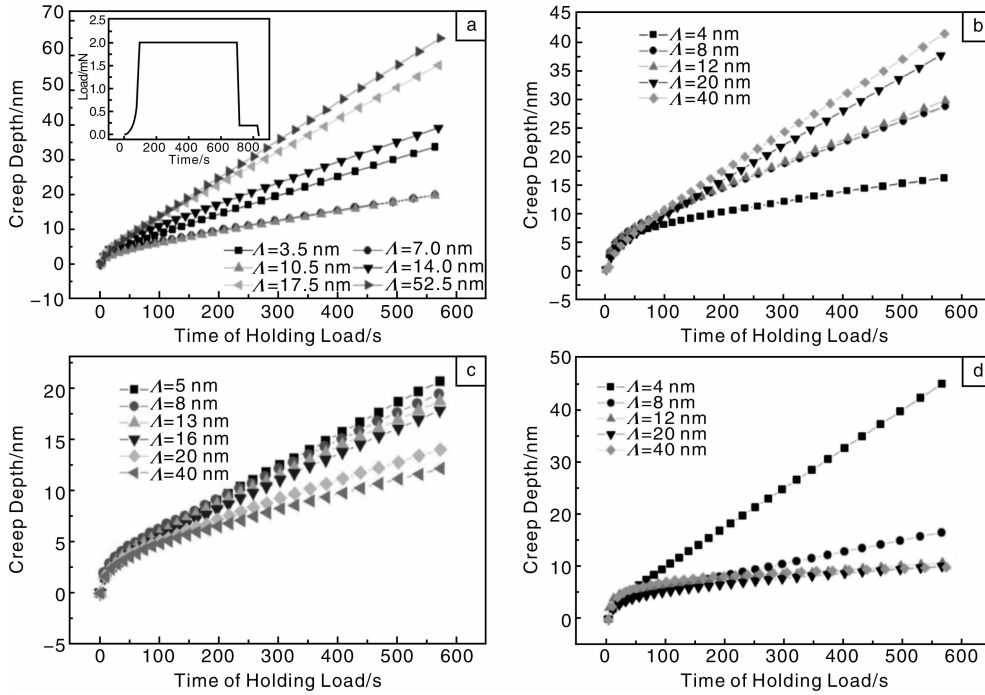 a
70
60
50
40
30
20
10
0
−10
Creep Depth/nm
2.5
2.0
1.5
1.0
0.5
0.0
Load/mN
0 200 400 600 800
Time/s
Λ=3.5 nm Λ=7.0 nm
Λ=10.5 nm Λ=14.0 nm
Λ=17.5 nm Λ=52.5 nm
0 100 200 300 400 500 600
Time of Holding Load/s
b
45
40
35
30
25
20
15
10
5
0
−5
Creep Depth/nm
Λ=4 nm
Λ=8 nm
Λ=12 nm
Λ=20 nm
Λ=40 nm
0 100 200 300 400 500 600
Time of Holding Load/s
c
20
15
10
5
0
−5
Creep Depth/nm
Λ=5 nm
Λ=8 nm
Λ=13 nm
Λ=16 nm
Λ=20 nm
Λ=40 nm
0 100 200 300 400 500 600
Time of Holding Load/s
d
50
40
30
20
10
0
Creep Depth/nm
Λ=4 nm
Λ=8 nm
Λ=12 nm
Λ=20 nm
Λ=40 nm
0 100 200 300 400 500 600
Time of Holding Load/s